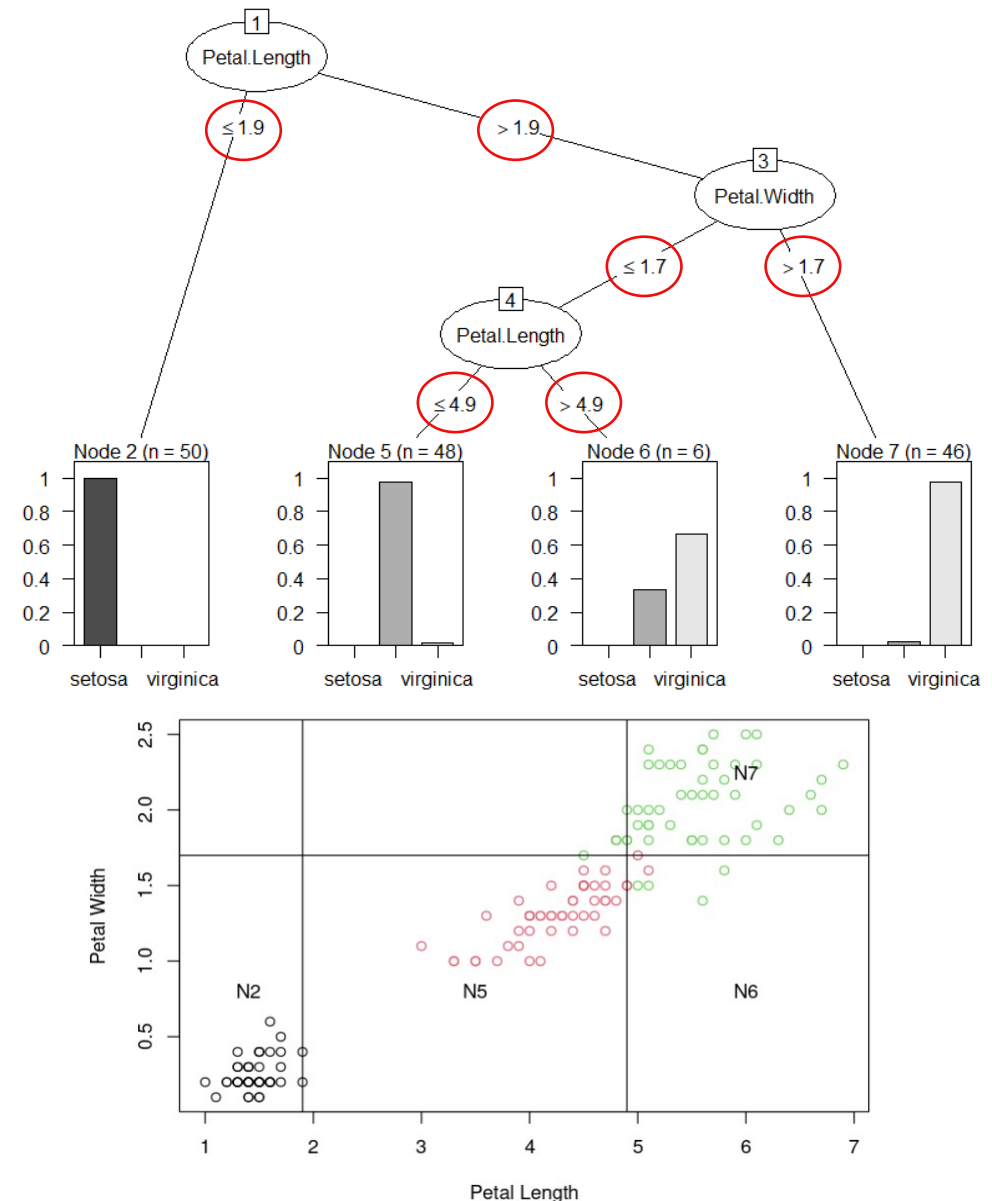 1
Petal.Length
≤ 1.9
> 1.9
3
Petal.Width
≤ 1.7
> 1.7
4
Petal.Length
≤ 4.9
> 4.9
Node 2 (n = 50)
1
0.8
0.6
0.4
0.2
0
setosa virginica
Node 5 (n = 48)
1
0.8
0.6
0.4
0.2
0
setosa virginica
Node 6 (n = 6)
1
0.8
0.6
0.4
0.2
0
setosa virginica
Node 7 (n = 46)
1
0.8
0.6
0.4
0.2
0
setosa virginica
Petal Width
2.5
2.0
1.5
1.0
0.5
N7
N2
N5
N6
1 2 3 4 5 6 7
Petal Length